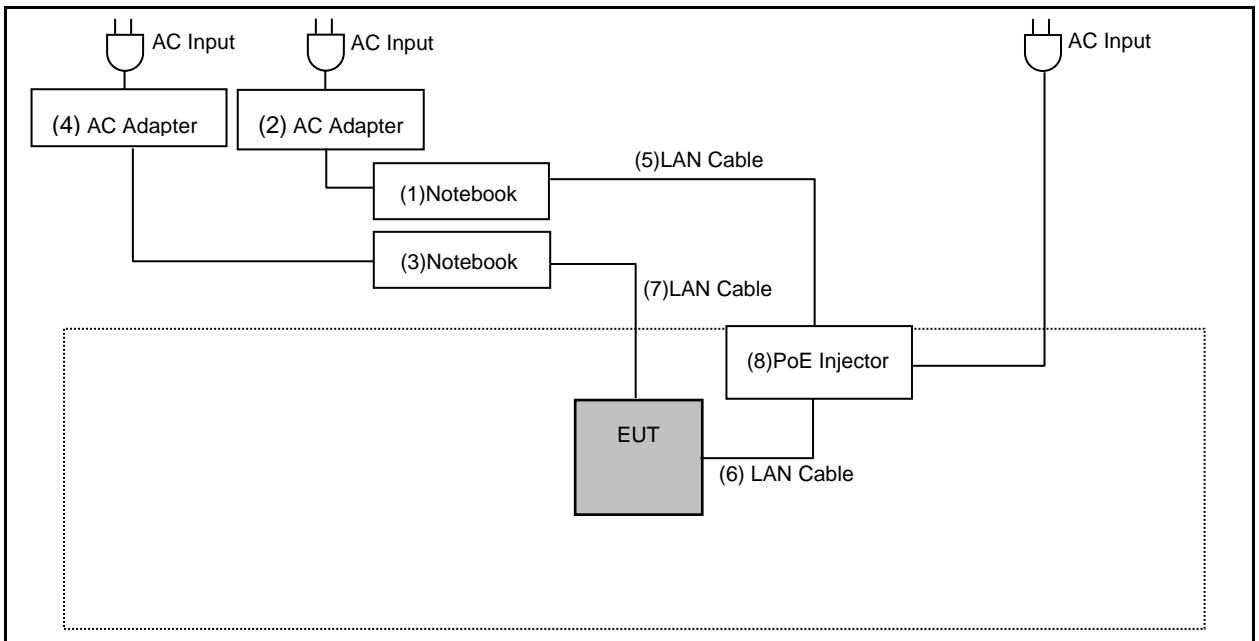 AC Input
AC Input
AC Input
(4) AC Adapter
(2) AC Adapter
(5)LAN Cable
(1)Notebook
(3)Notebook
(7)LAN Cable
(8)PoE Injector
EUT
(6) LAN Cable